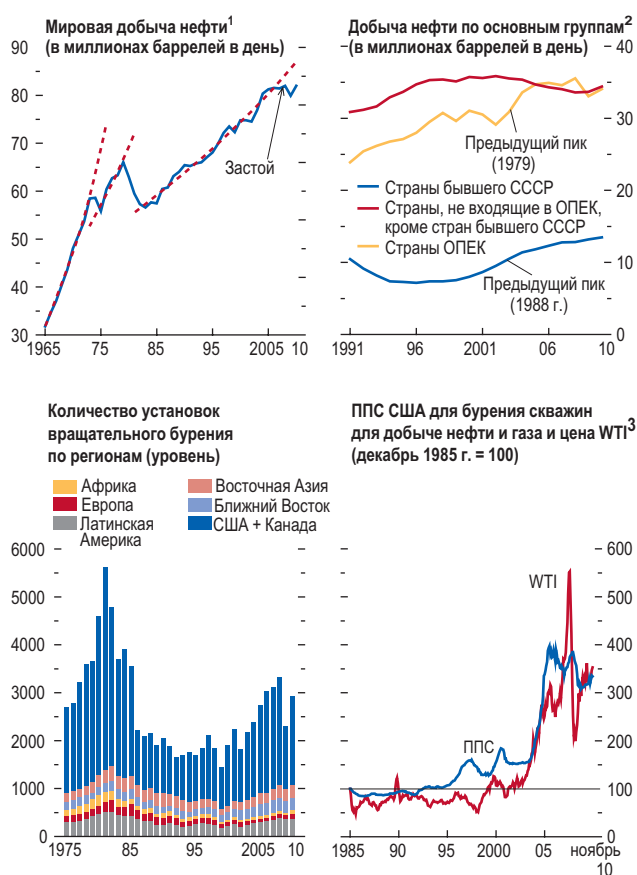 Мировая добыча нефти¹
(в миллионах баррелей в день)
90
80
70
60
50
40
30
Застой
1965 75 85 95 2005 10
Добыча нефти по основным группам²
(в миллионах баррелей в день)
40
30
20
10
0
Предыдущий пик
(1979)
Страны бывшего СССР
Страны, не входящие в ОПЕК,
кроме стран бывшего СССР
Страны ОПЕК
Предыдущий пик
(1988 г.)
1991 96 2001 06 10
Количество установок
вращательного бурения
по регионам (уровень)
Африка
Европа
Латинская
Америка
Восточная Азия
Ближний Восток
США + Канада
6000
5000
4000
3000
2000
1000
0
1975 85 95 2005 10
ППС США для бурения скважин
для добыче нефти и газа и цена WTI³
(декабрь 1985 г. = 100)
600
500
400
300
200
100
0
WTI
ППС
1985 90 95 2000 05 ноябрь
10